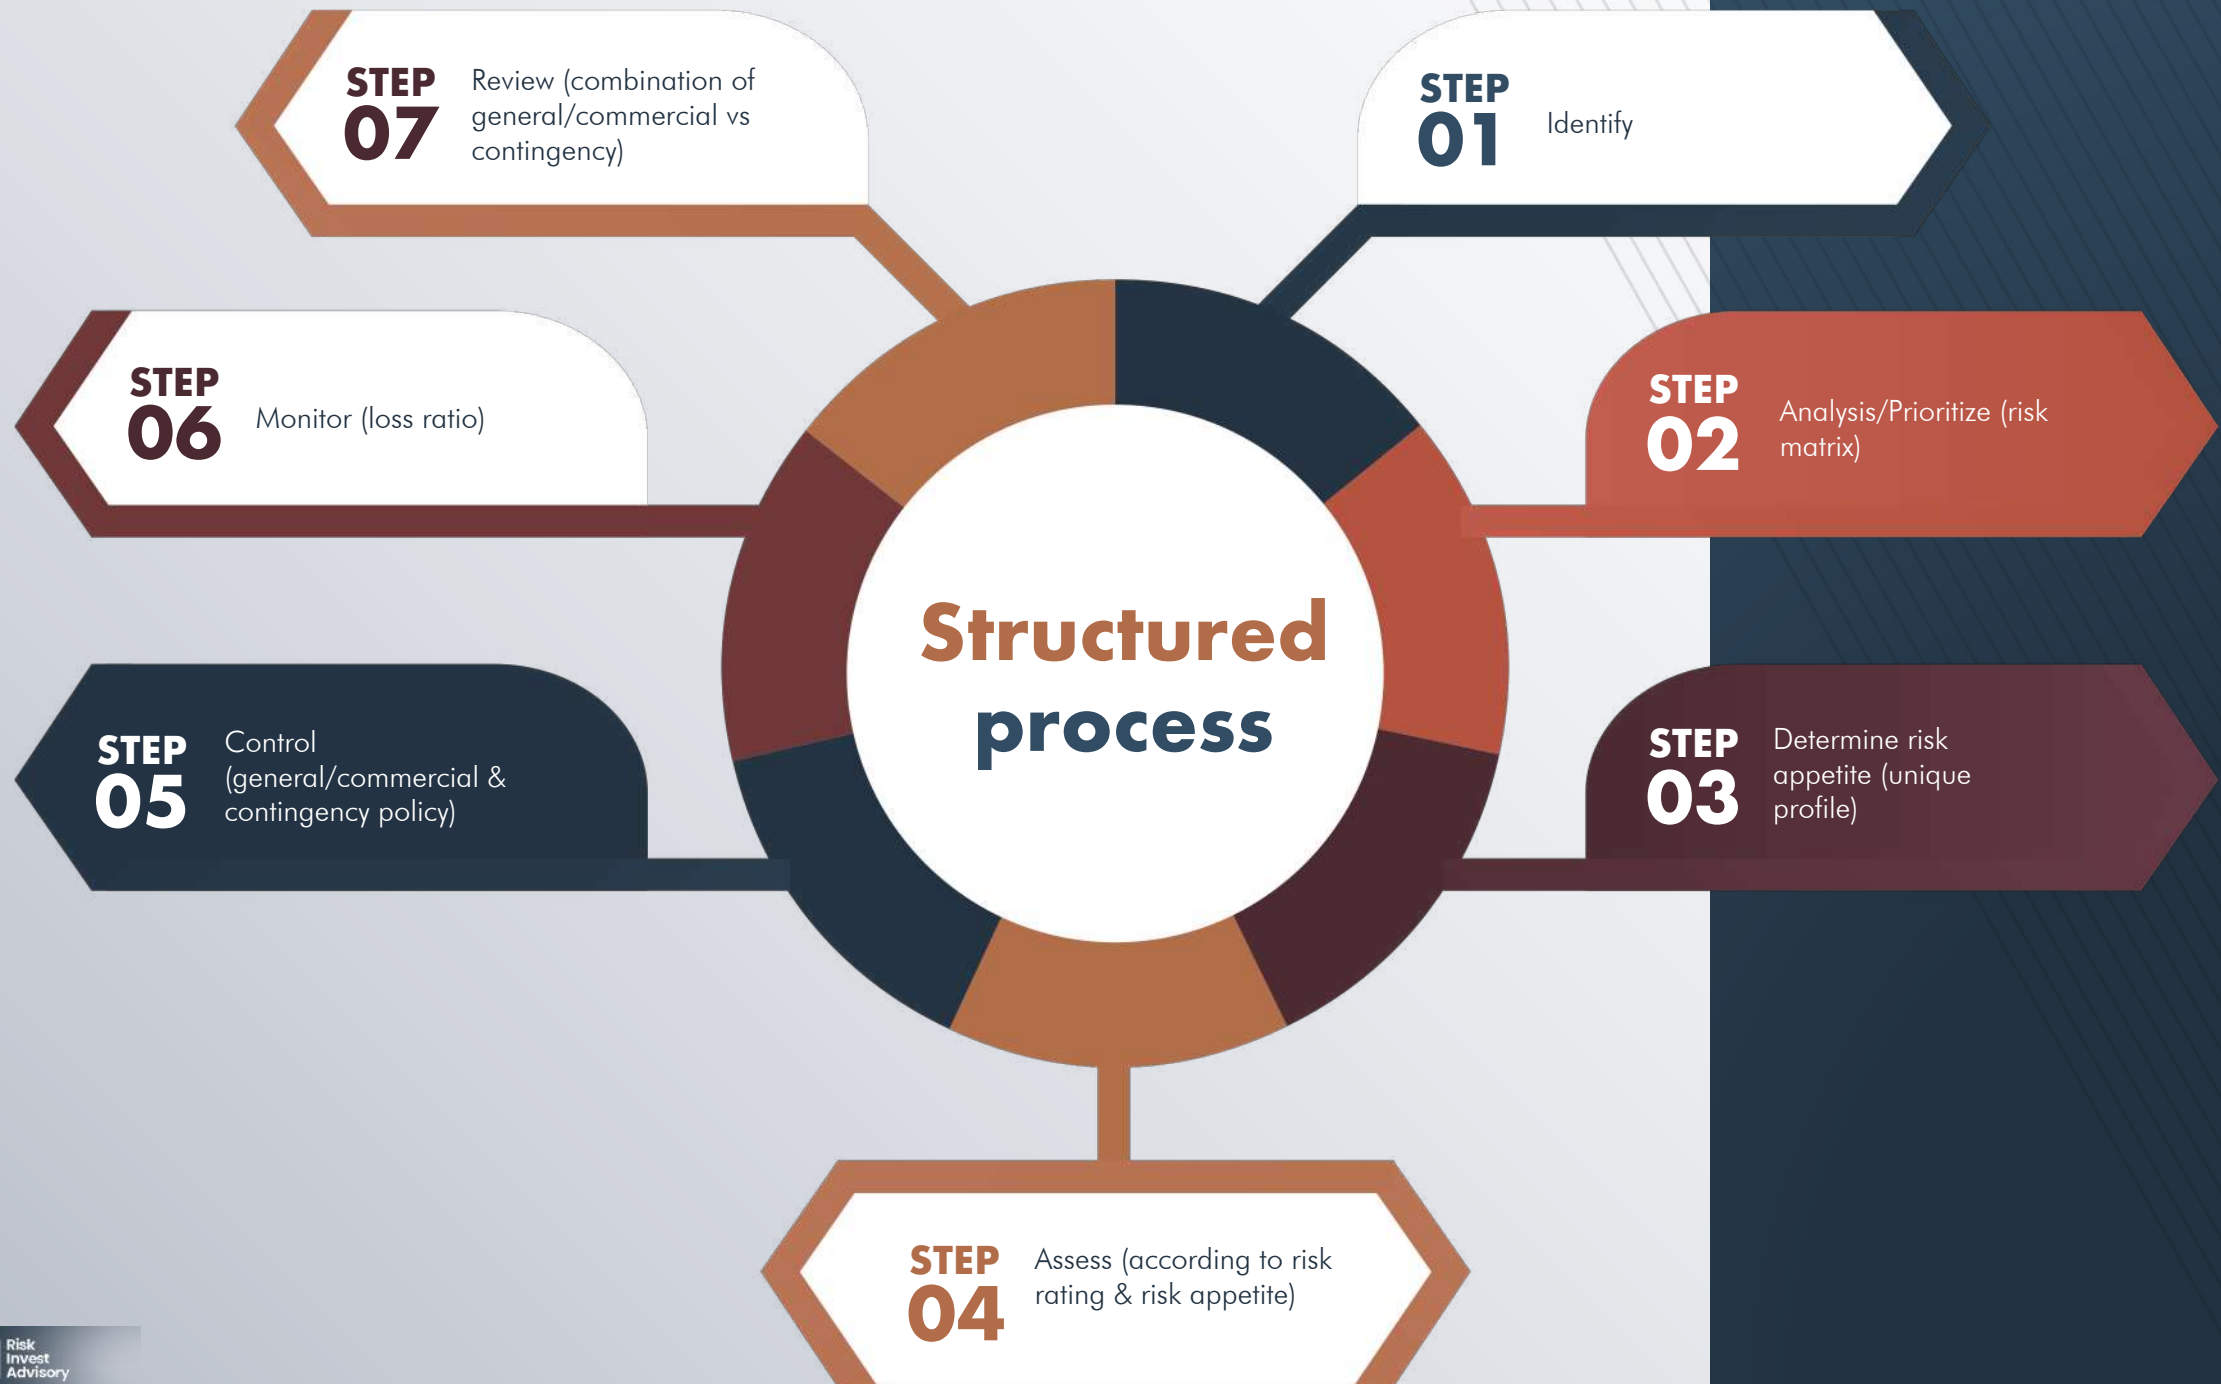 STEP
01
Identify
STEP
02
Analysis/Prioritize (risk
matrix)
STEP
03
Determine risk
appetite (unique
profile)
STEP
04
Assess (according to risk
rating & risk appetite)
STEP
05
Control
(general/commercial &
contingency policy)
STEP
06
Monitor (loss ratio)
STEP
07
Review (combination of
general/commercial vs
contingency)
Structured
process
Risk
Invest
Advisory